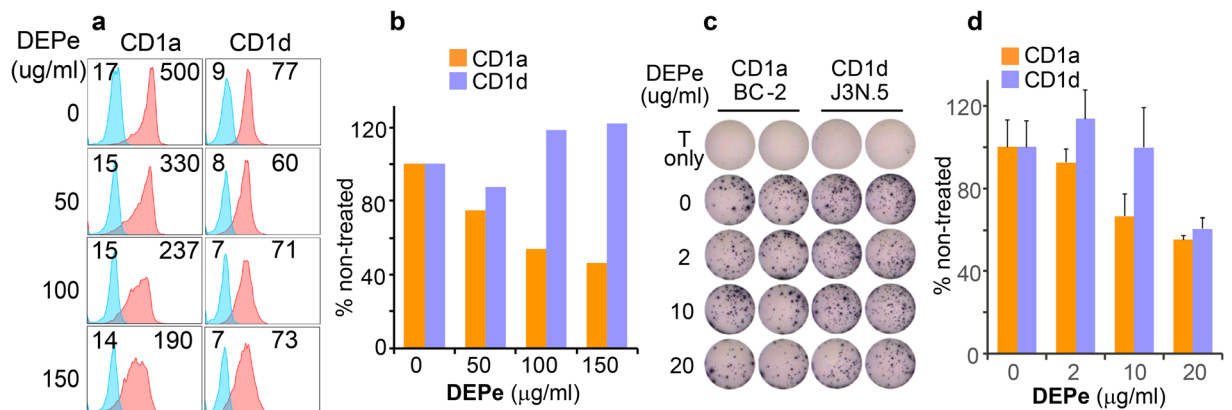 a
DEPe
(ug/ml)
CD1a
CD1d
17 500 9 77
0
15 330 8 60
50
15 237 7 71
100
14 190 7 73
150
b
CD1a
CD1d
% non-treated
120
80
40
0
0 50 100 150
DEPe (µg/ml)
c
DEPe
(ug/ml)
CD1a
BC-2
CD1d
J3N.5
T
only
0
2
10
20
d
CD1a
CD1d
% non-treated
120
80
40
0
0 2 10 20
DEPe (µg/ml)